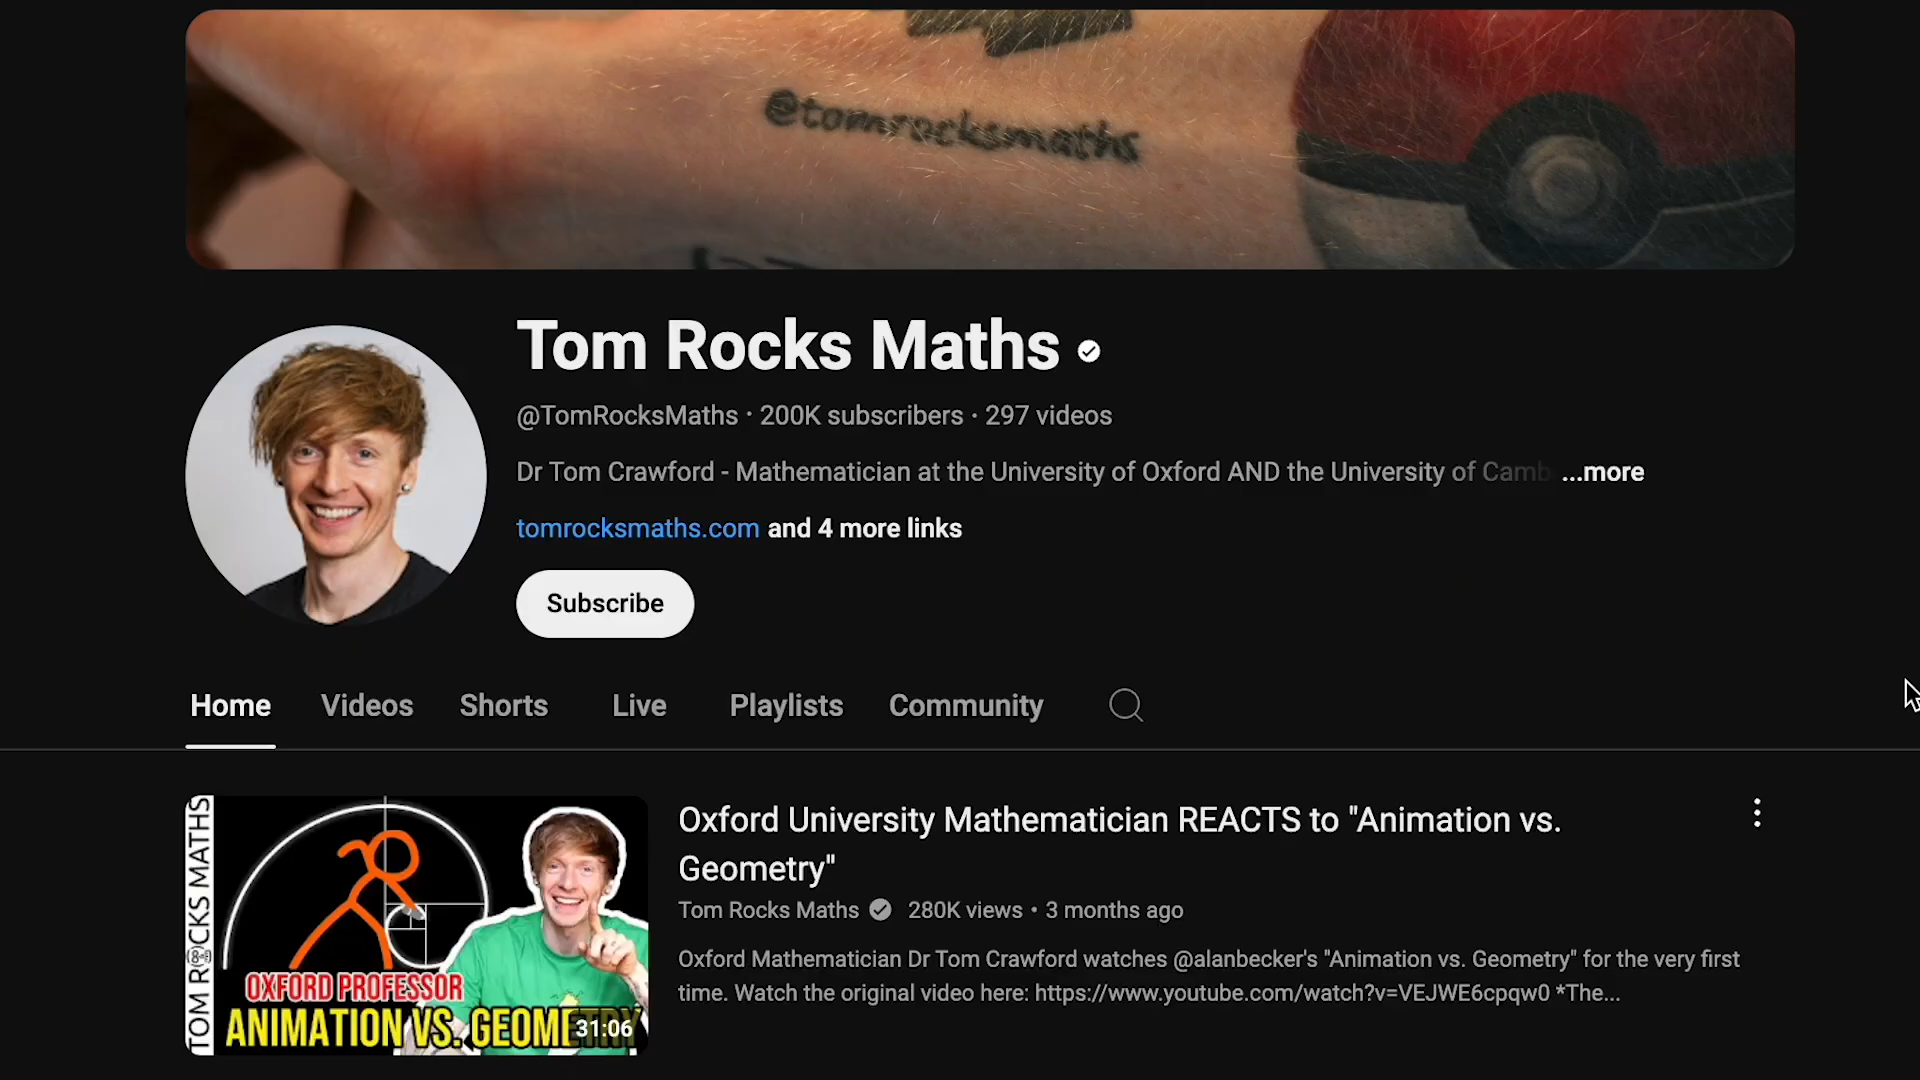 @tomrocksmaths
Tom Rocks Maths
@TomRocksMaths · 200K subscribers · 297 videos
Dr Tom Crawford - Mathematician at the University of Oxford AND the University of Camb ...more
tomrocksmaths.com and 4 more links
Subscribe
Home Videos Shorts Live Playlists Community
TOM ROCKS MATHS
OXFORD PROFESSOR
ANIMATION VS. GEOMETRY
31:06
Oxford University Mathematician REACTS to "Animation vs.
Geometry"
Tom Rocks Maths 280K views • 3 months ago
Oxford Mathematician Dr Tom Crawford watches @alanbecker's "Animation vs. Geometry" for the very first
time. Watch the original video here: https://www.youtube.com/watch?v=VEJWE6cpqw0 *The...